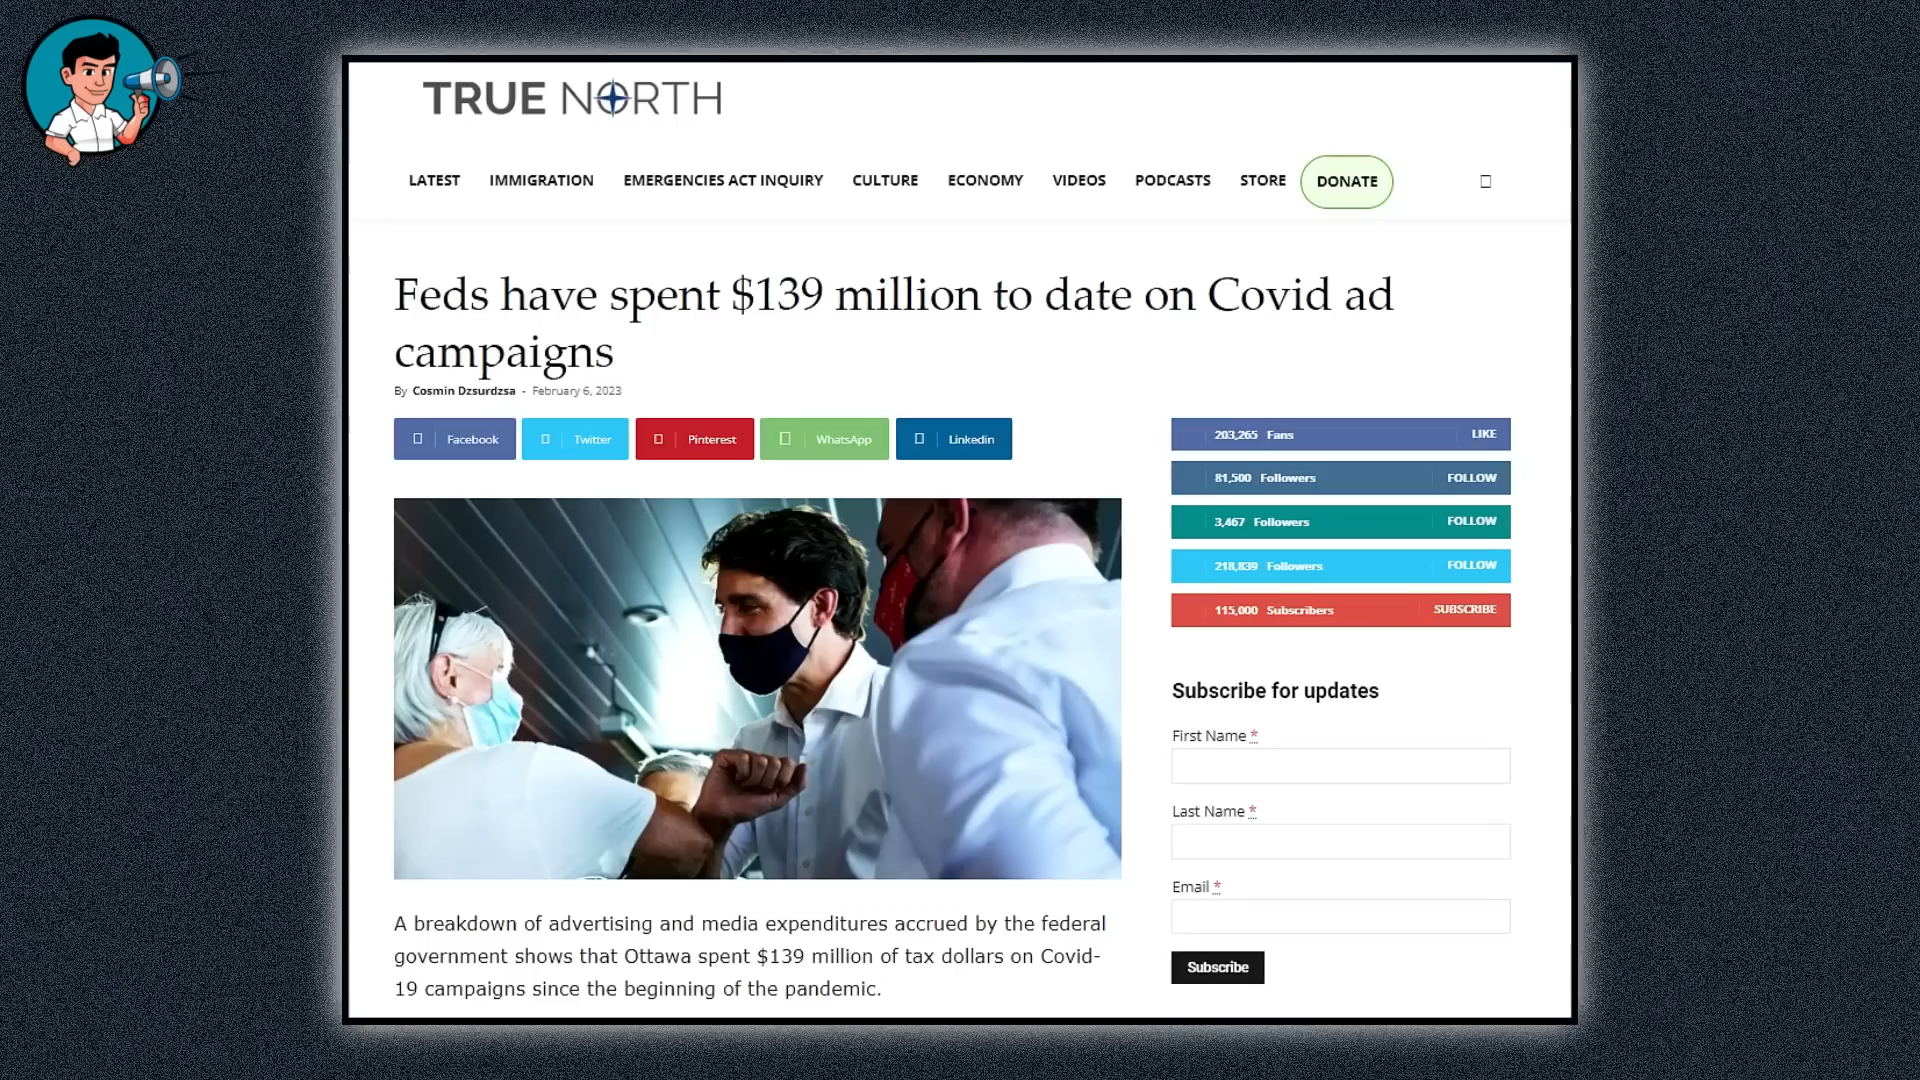 TRUE NORTH
LATEST IMMIGRATION EMERGENCIES ACT INQUIRY CULTURE ECONOMY VIDEOS PODCASTS STORE DONATE
Feds have spent $139 million to date on Covid ad
campaigns
By Cosmin Dzsurdzsa - February 6, 2023
Facebook Twitter Pinterest WhatsApp Linkedin
A breakdown of advertising and media expenditures accrued by the federal
government shows that Ottawa spent $139 million of tax dollars on Covid-
19 campaigns since the beginning of the pandemic.
203,265 Fans LIKE
81,500 Followers FOLLOW
3,467 Followers FOLLOW
218,839 Followers FOLLOW
115,000 Subscribers SUBSCRIBE
Subscribe for updates
First Name *
Last Name *
Email *
Subscribe